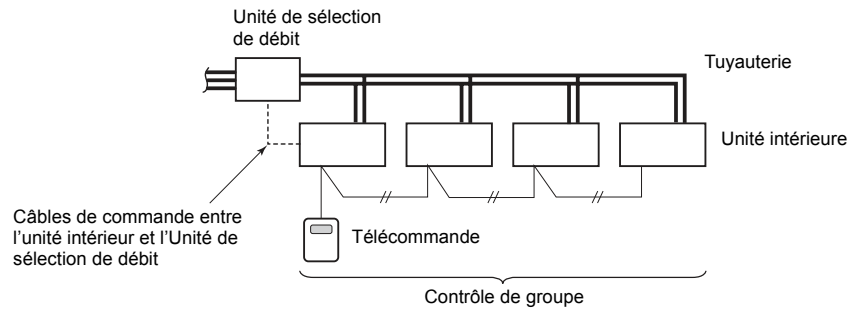 Unité de sélection
de débit
Tuyauterie
Unité intérieure
Câbles de commande entre
l'unité intérieur et l'Unité de
sélection de débit
Télécommande
Contrôle de groupe